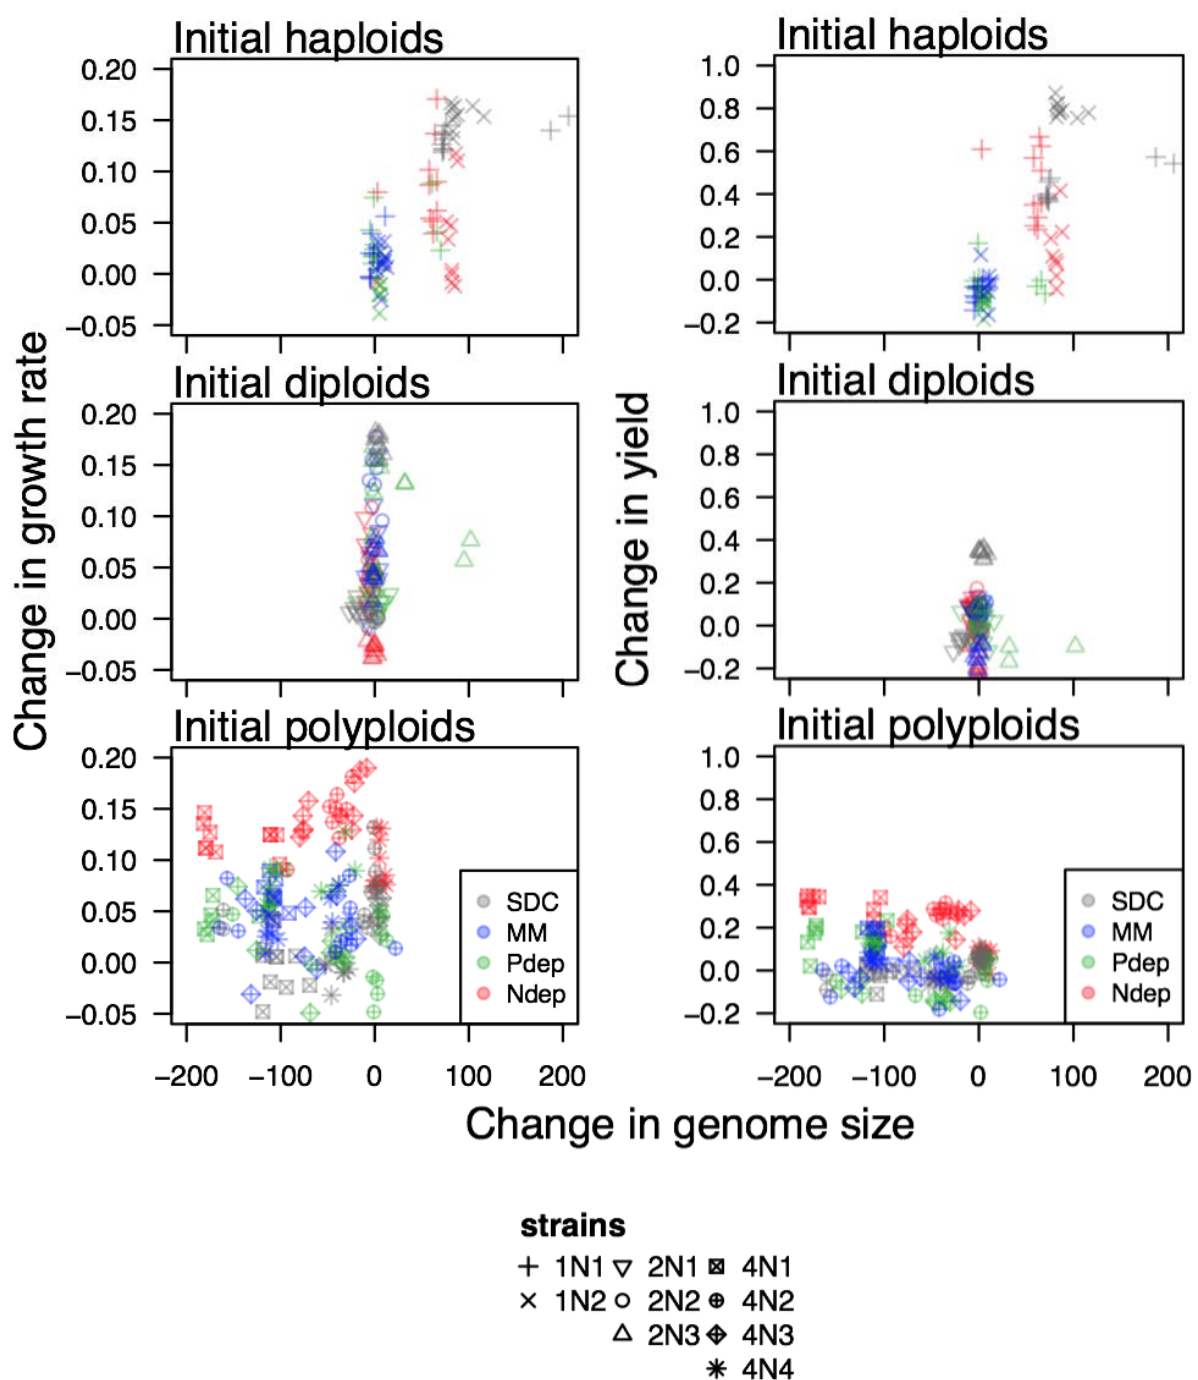 Initial haploids
0.20
0.15
0.10
0.05
0.00
−0.05
Initial haploids
1.0
0.8
0.6
0.4
0.2
0.0
−0.2
Change in growth rate
Initial diploids
0.20
0.15
0.10
0.05
0.00
−0.05
Change in yield
Initial diploids
1.0
0.8
0.6
0.4
0.2
0.0
−0.2
Initial polyploids
0.20
0.15
0.10
0.05
0.00
−0.05
SDC
MM
Pdep
Ndep
−200 −100 0 100 200
Initial polyploids
1.0
0.8
0.6
0.4
0.2
0.0
−0.2
SDC
MM
Pdep
Ndep
−200 −100 0 100 200
Change in genome size
strains
1N1 2N1 4N1
1N2 2N2 4N2
2N3 4N3
4N4